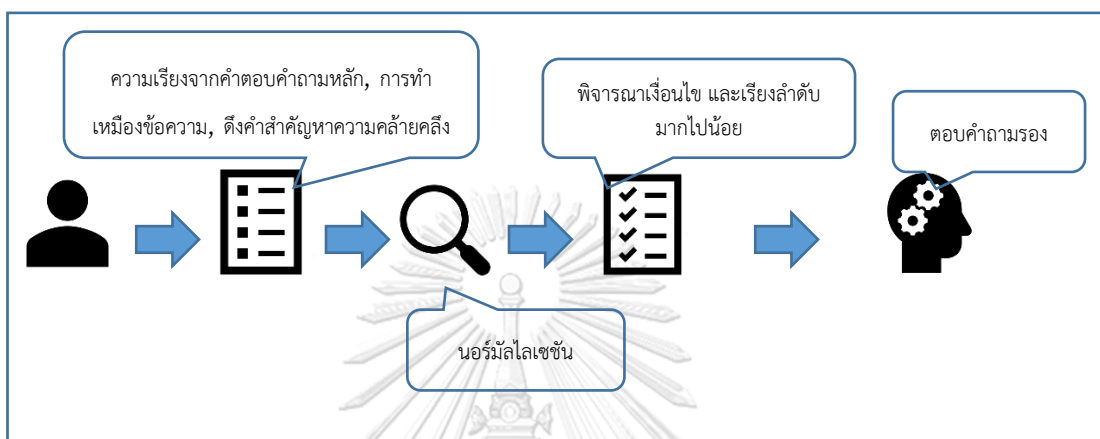 ความเรียงจากคำตอบคำถามหลัก, การทำ
เหมืองข้อความ, ดึงคำสำคัญหาความคล้ายคลึง
พิจารณาเงื่อนไข และเรียงลำดับ
มากไปน้อย
ตอบคำถามรอง
นอร์มัลไลเซชัน